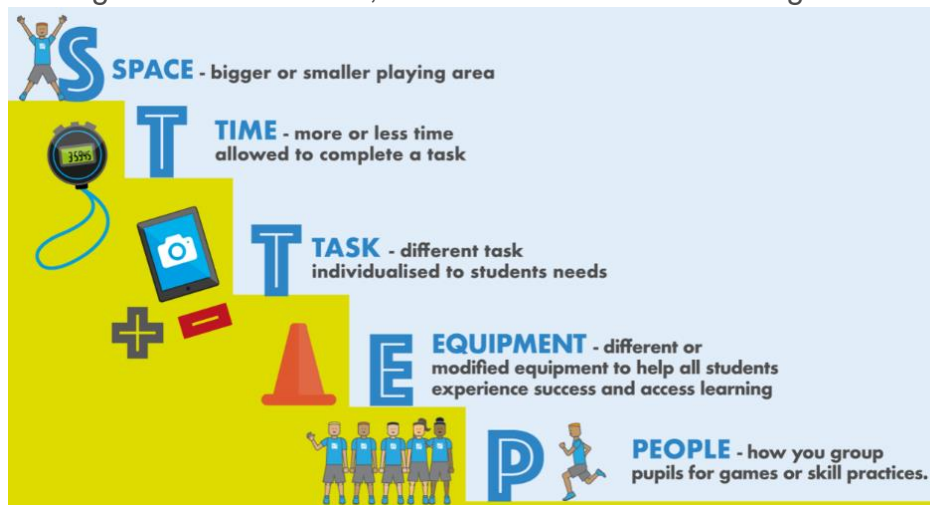 S
SPACE - bigger or smaller playing area
T
TIME - more or less time
allowed to complete a task
35945
T
TASK - different task
individualised to students needs
E
EQUIPMENT - different or
modified equipment to help all students
experience success and access learning
P
PEOPLE - how you group
pupils for games or skill practices.